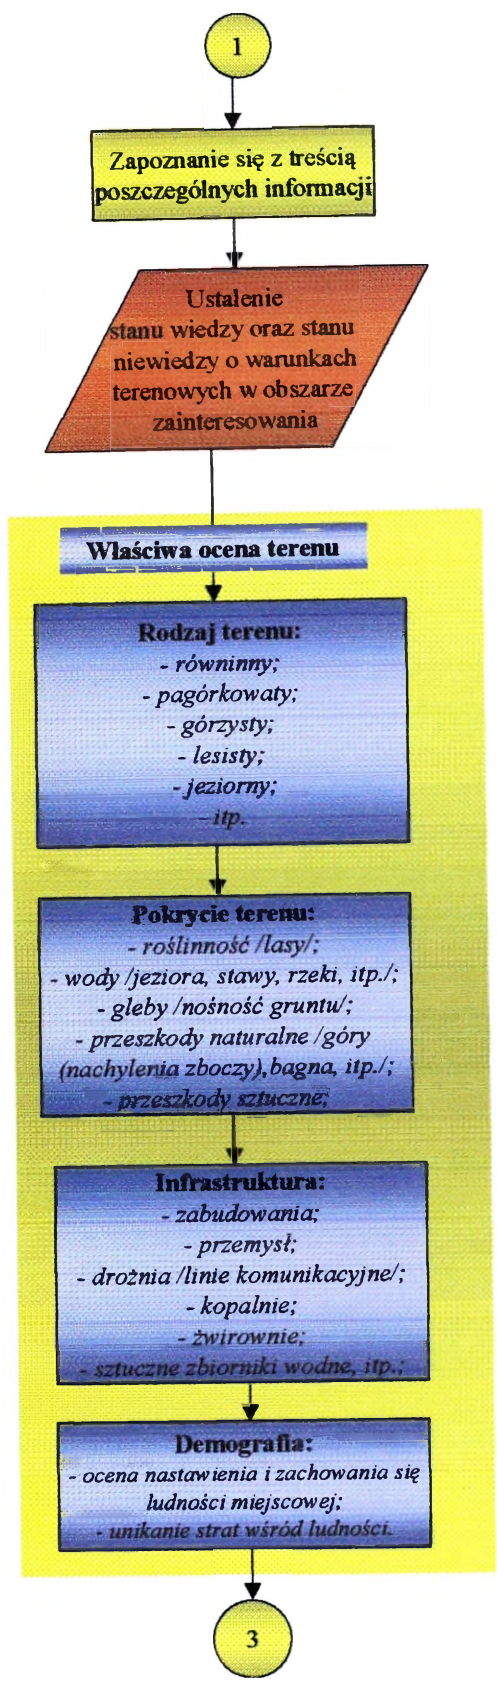 1
Zapoznanie się z treścią
poszczególnych informacji
Ustalenie
stanu wiedzy oraz stanu
niewiedzy o warunkach
terenowych w obszarze
zainteresowania
Właściwa ocena terenu
Rodzaj terenu:
- równinny;
- pagórkowaty;
- górzysty;
- lesisty;
- jeziorny;
- itp.
Pokrycie terenu:
- roślinność /lasy/;
- wody /jeziora, stawy, rzeki, itp./;
- gleby /nośność gruntu/;
- przeszkody naturalne /góry
(nachylenia zboczy),bagna, itp./;
- przeszkody sztuczne;
Infrastruktura:
- zabudowania;
- przemysł;
- drożnia /linie komunikacyjne/;
- kopalnie;
- żwirownie;
- sztuczne zbiorniki wodne, itp.;
Demografia:
- ocena nastawienia i zachowania się
ludności miejscowej;
- unikanie strat wśród ludności.
3